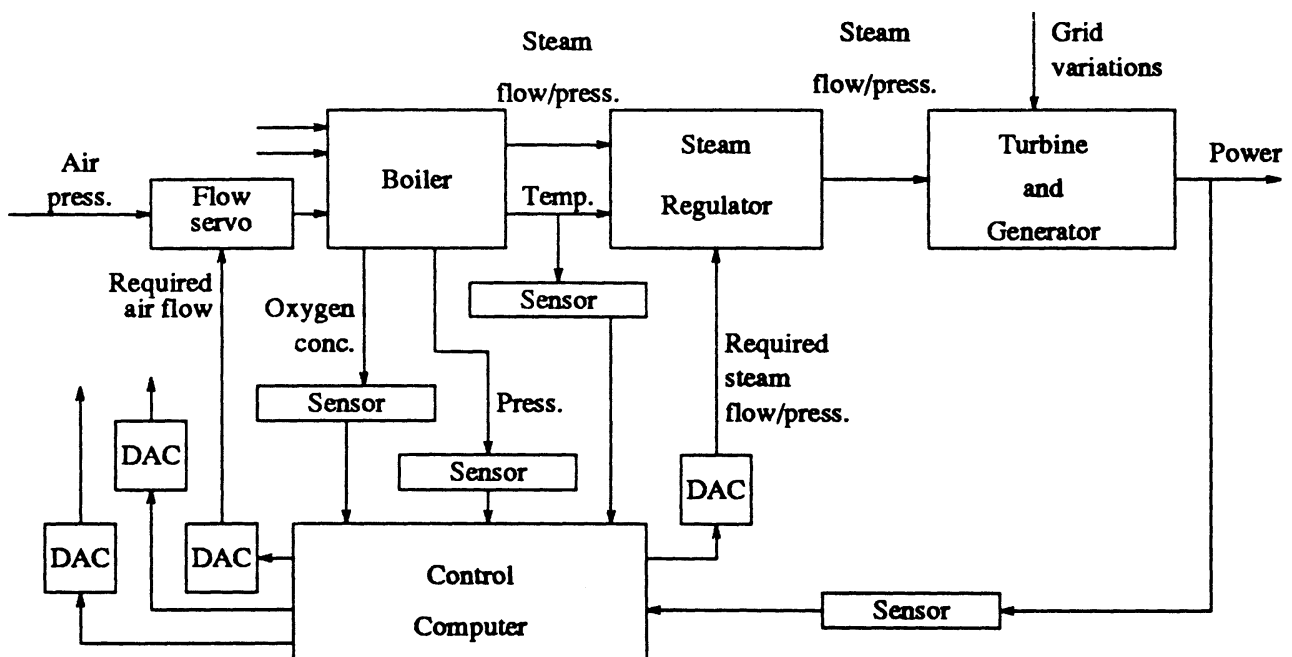 Steam
flow/press.
Steam
flow/press.
Grid
variations
Air
press.
Flow
servo
Boiler
Temp.
Steam
Regulator
Turbine
and
Generator
Power
Required
air flow
Oxygen
conc.
Sensor
Sensor
Press.
Sensor
Required
steam
flow/press.
DAC
DAC
DAC
DAC
Control
Computer
Sensor